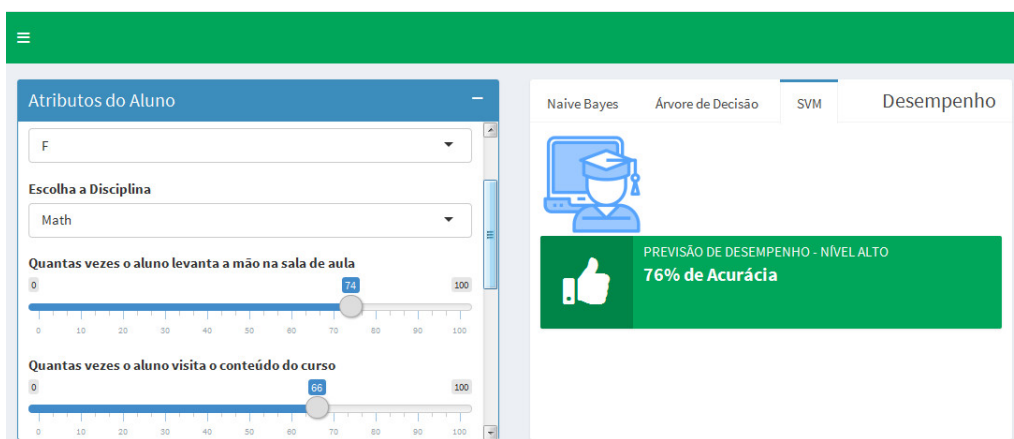 Atributos do Aluno
F
Escolha a Disciplina
Math
Quantas vezes o aluno levanta a mão na sala de aula
0 74 100
0 10 20 30 40 50 60 70 80 90 100
Quantas vezes o aluno visita o conteúdo do curso
0 66 100
0 10 20 30 40 50 60 70 80 90 100
Naive Bayes Árvore de Decisão SVM Desempenho
PREVISÃO DE DESEMPENHO - NÍVEL ALTO
76% de Acurácia